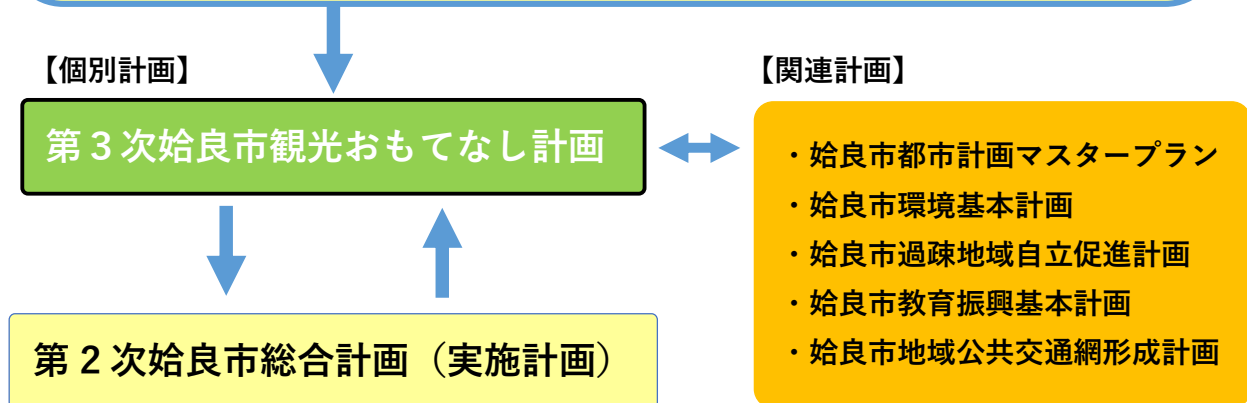 【個別計画】
第３次姶良市観光おもてなし計画
第２次姶良市総合計画（実施計画）
【関連計画】
・姶良市都市計画マスタープラン
・姶良市環境基本計画
・姶良市過疎地域自立促進計画
・姶良市教育振興基本計画
・姶良市地域公共交通網形成計画